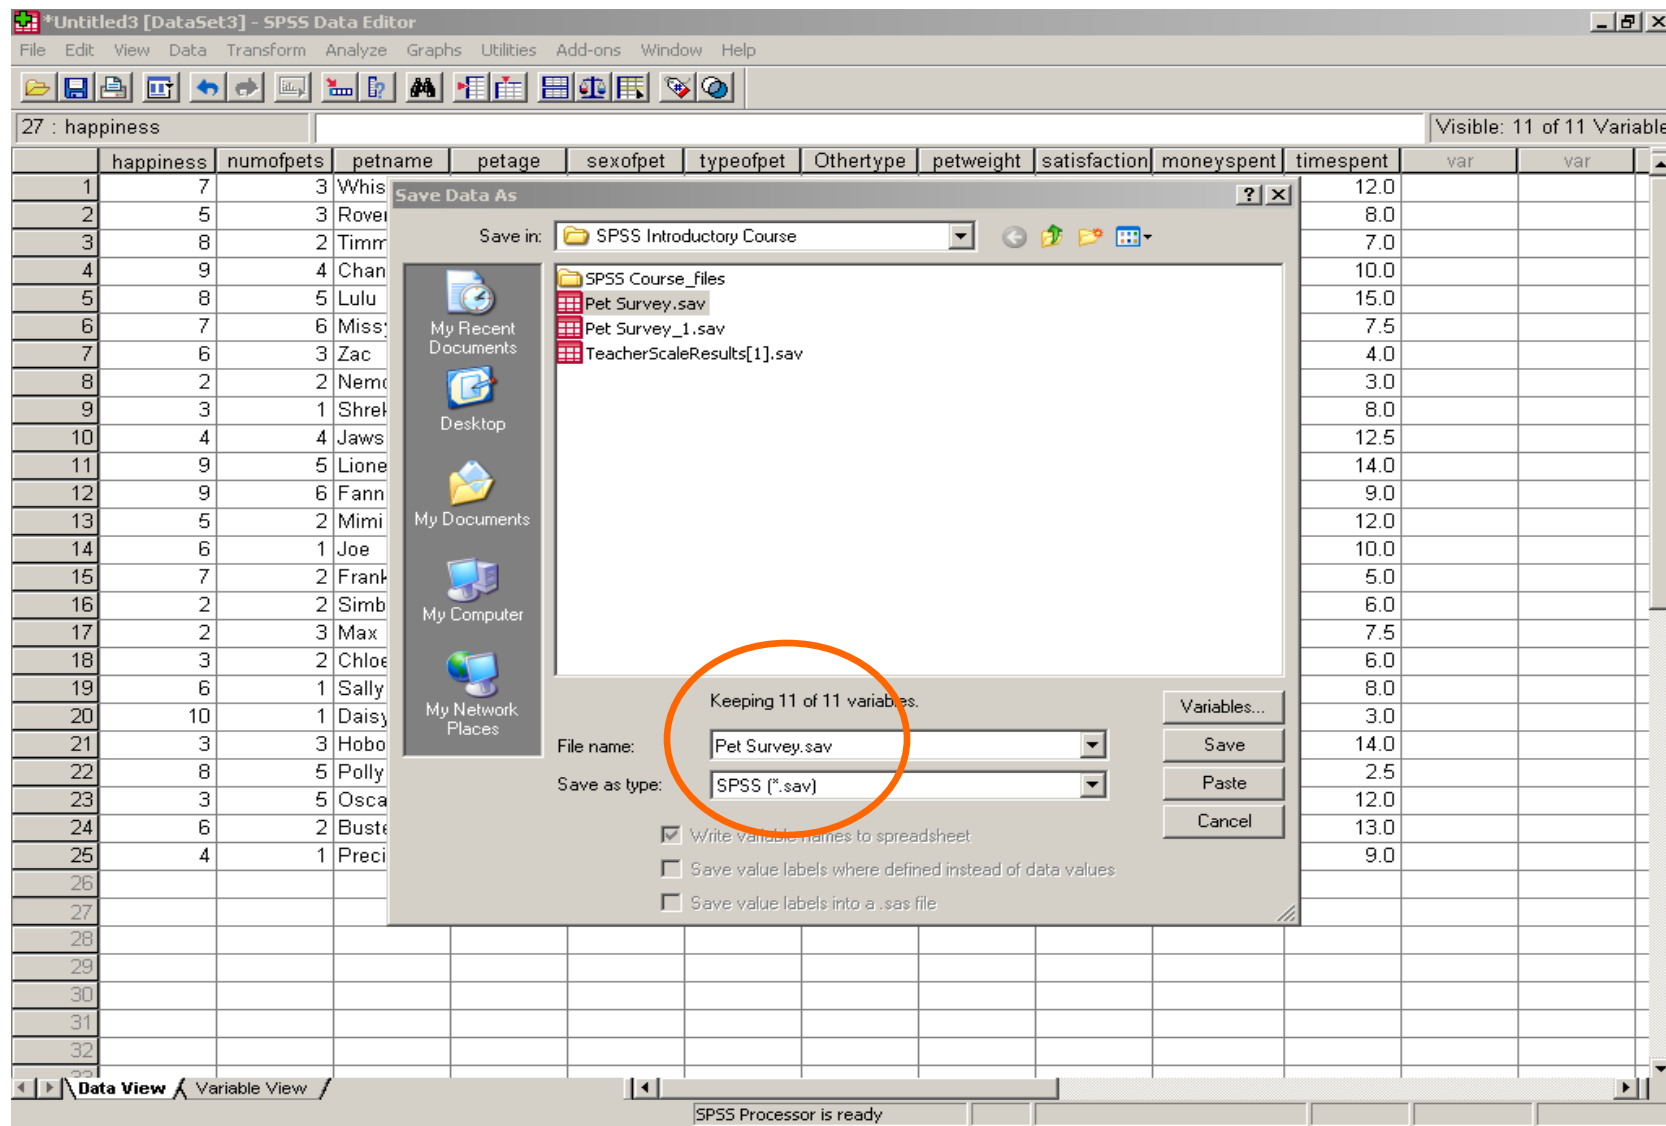 *Untitled3 [DataSet3] - SPSS Data Editor
File Edit View Data Transform Analyze Graphs Utilities Add-ons Window Help
27 : happiness
Visible: 11 of 11 Variable
happiness numofpets petname petage sexofpet typeofpet Othertype petweight satisfaction moneyspent timespent var var
1 7 3 Whis 12.0
2 5 3 Rover 8.0
3 8 2 Timm 7.0
4 9 4 Chan 10.0
5 8 5 Lulu 15.0
6 7 6 Missy 7.5
7 6 3 Zac 4.0
8 2 2 Nemo 3.0
9 3 1 Shrek 8.0
10 4 4 Jaws 12.5
11 9 5 Lione 14.0
12 9 6 Fann 9.0
13 5 2 Mimi 12.0
14 6 1 Joe 10.0
15 7 2 Frank 5.0
16 2 2 Simb 6.0
17 2 3 Max 7.5
18 3 2 Chloe 6.0
19 6 1 Sally 8.0
20 10 1 Daisy 3.0
21 3 3 Hobo 14.0
22 8 5 Polly 2.5
23 3 5 Osca 12.0
24 6 2 Buste 13.0
25 4 1 Preci 9.0
26
27
28
29
30
31
32
Save Data As
Save in: SPSS Introductory Course
My Recent
Documents
Desktop
My Documents
My Computer
My Network
Places
SPSS Course_files
Pet Survey.sav
Pet Survey_1.sav
TeacherScaleResults[1].sav
Keeping 11 of 11 variables.
Variables...
File name: Pet Survey.sav
Save
Save as type: SPSS (*.sav)
Paste
Cancel
Write variable names to spreadsheet
Save value labels where defined instead of data values
Save value labels into a .sas file
Data View Variable View
SPSS Processor is ready